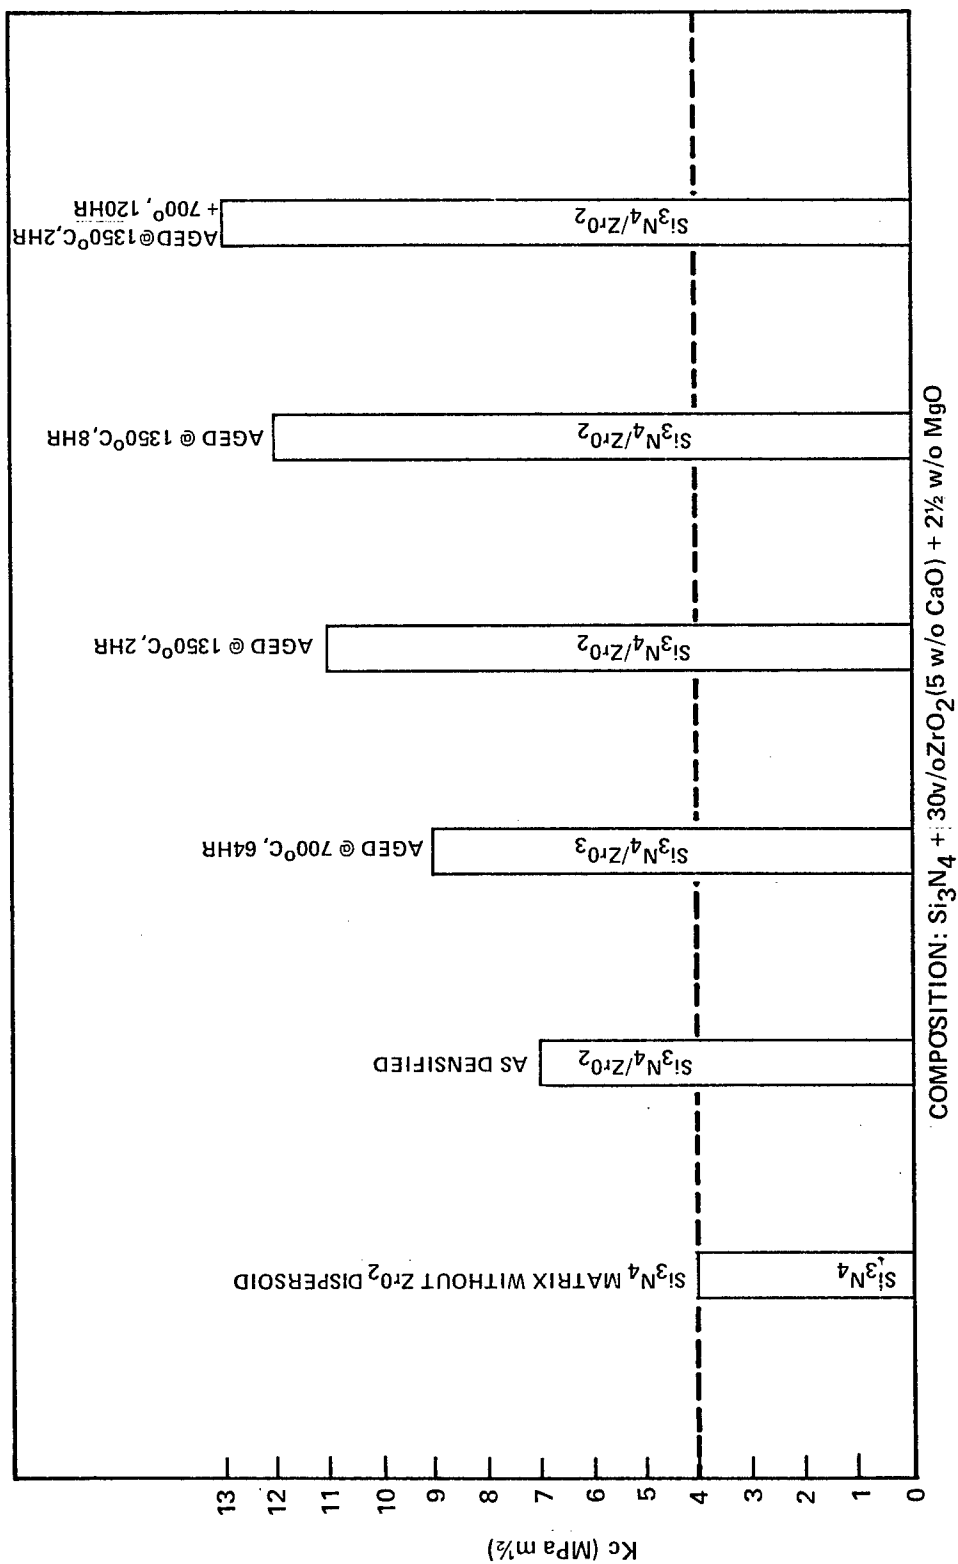 Kc (MPa m½)
13
12
11
10
9
8
7
6
5
4
3
2
1
0
Si₃N₄ MATRIX WITHOUT ZrO₂ DISPERSOID
Si₃N₄
AS DENSIFIED
Si₃N₄/ZrO₂
AGED @ 700°C, 64HR
Si₃N₄/ZrO₃
AGED @ 1350°C, 2HR
Si₃N₄/ZrO₂
AGED @ 1350°C, 8HR
Si₃N₄/ZrO₂
AGED@1350°C,2HR
+ 700°, 120HR
Si₃N₄/ZrO₂
COMPOSITION: Si₃N₄ + 30v/oZrO₂(5 w/o CaO) + 2½ w/o MgO